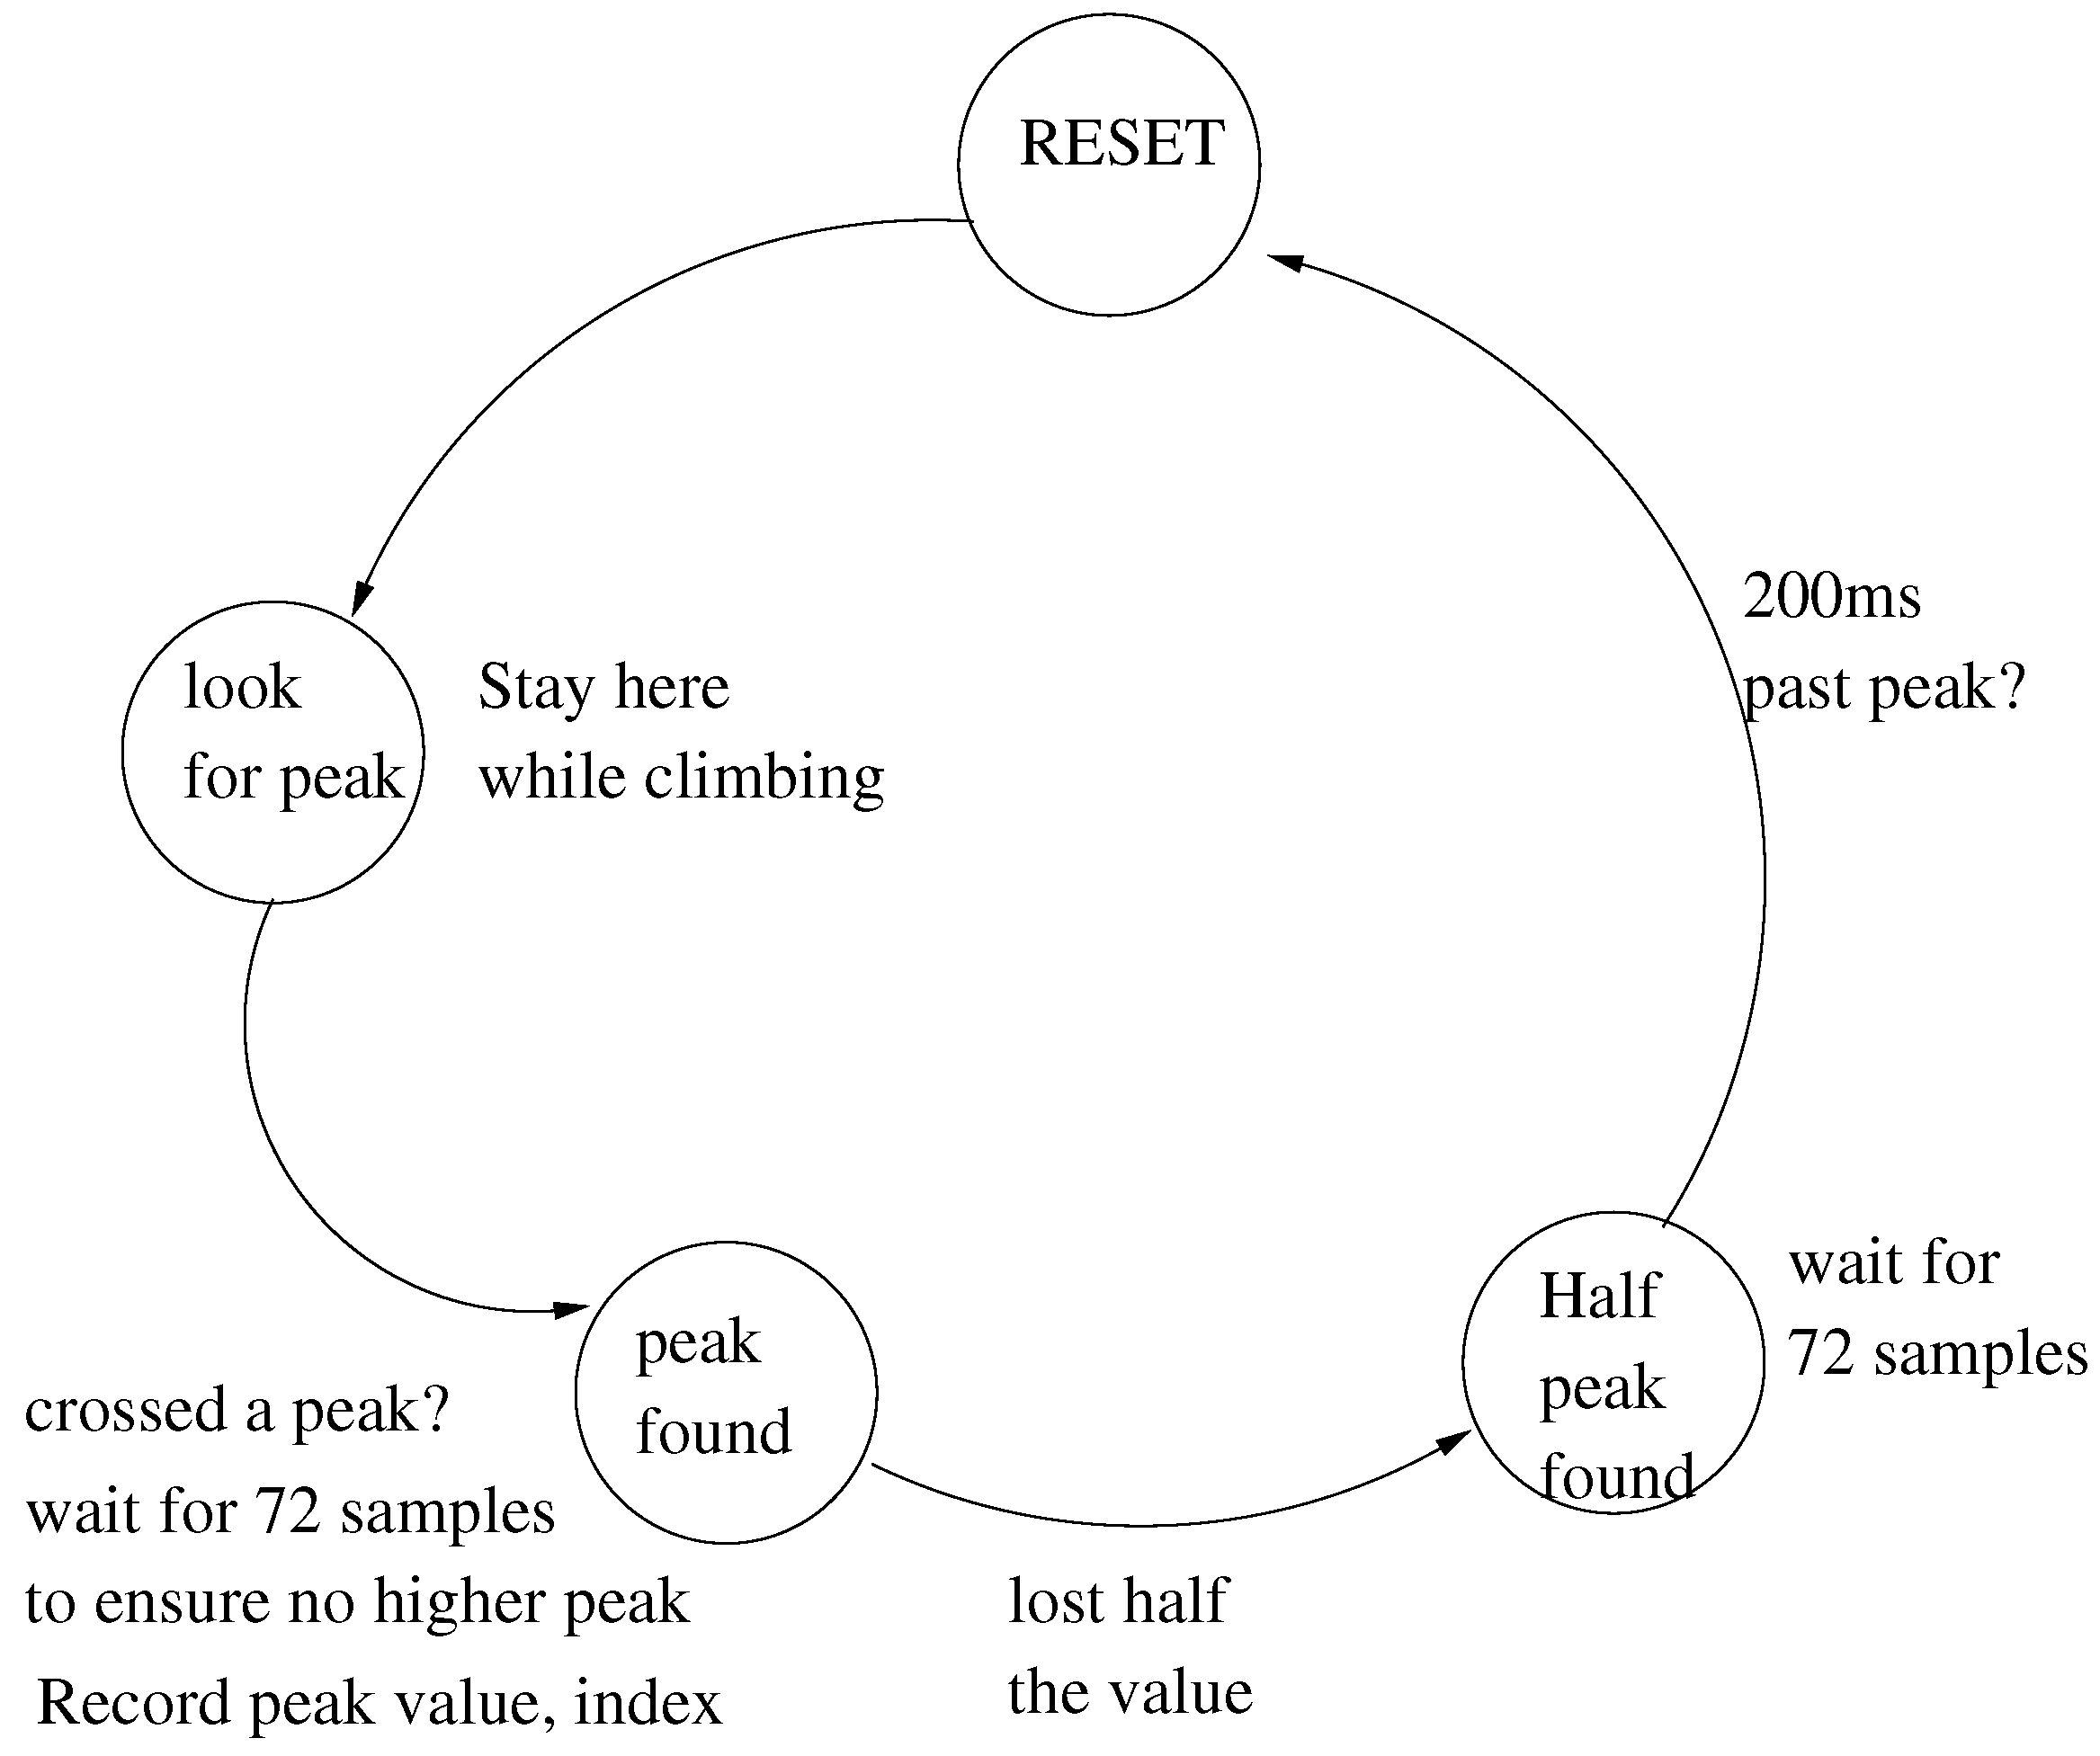 RESET
200ms
past peak?
look
for peak
Stay here
while climbing
wait for
72 samples
Half
peak
found
peak
found
crossed a peak?
wait for 72 samples
to ensure no higher peak
Record peak value, index
lost half
the value